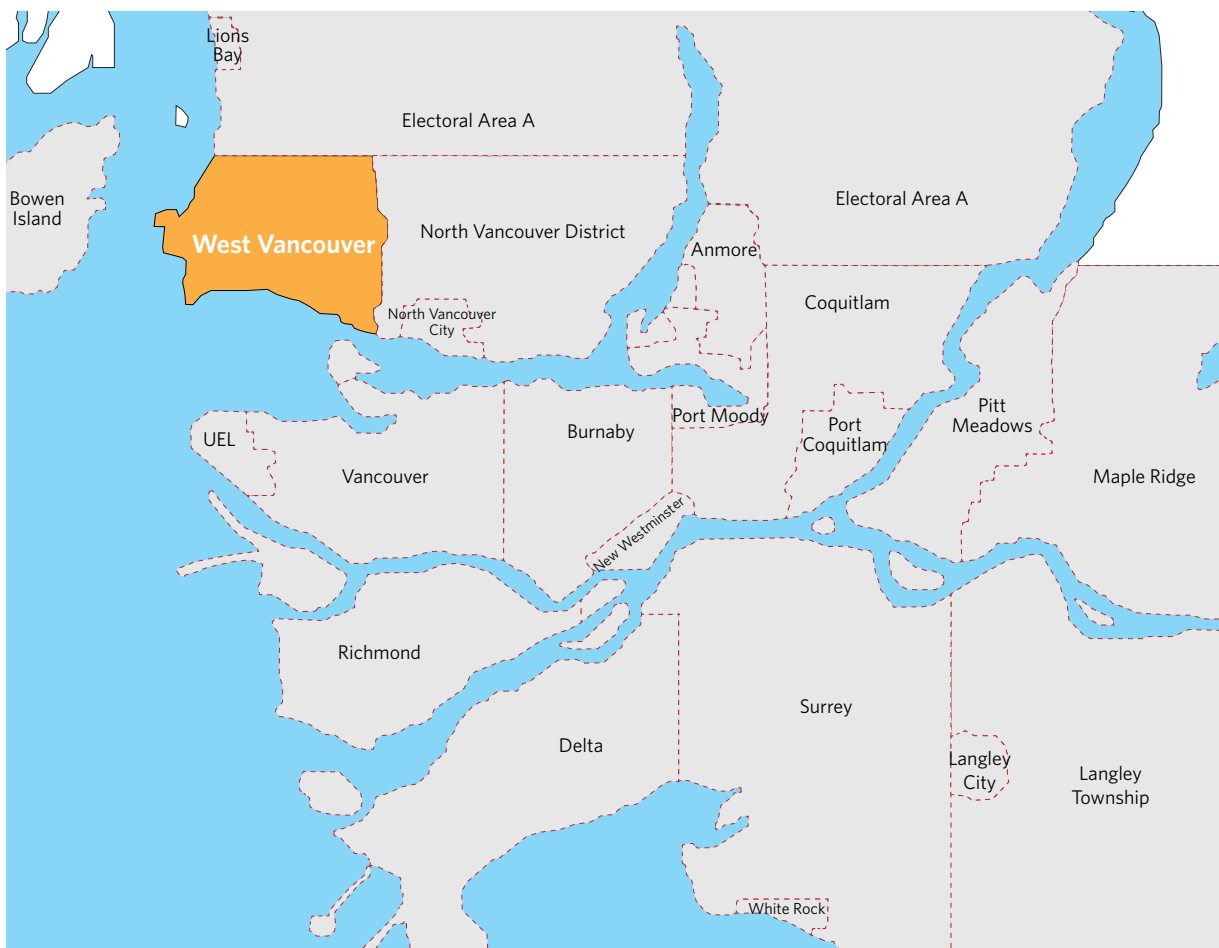 Lions
Bay
Electoral Area A
Bowen
Island
Electoral Area A
West Vancouver
North Vancouver District
Anmore
North Vancouver
City
Coquitlam
Port Moody
Pitt
Meadows
UEL
Burnaby
Port
Coquitlam
Vancouver
Maple Ridge
New Westminster
Richmond
Surrey
Delta
Langley
City
Langley
Township
White Rock